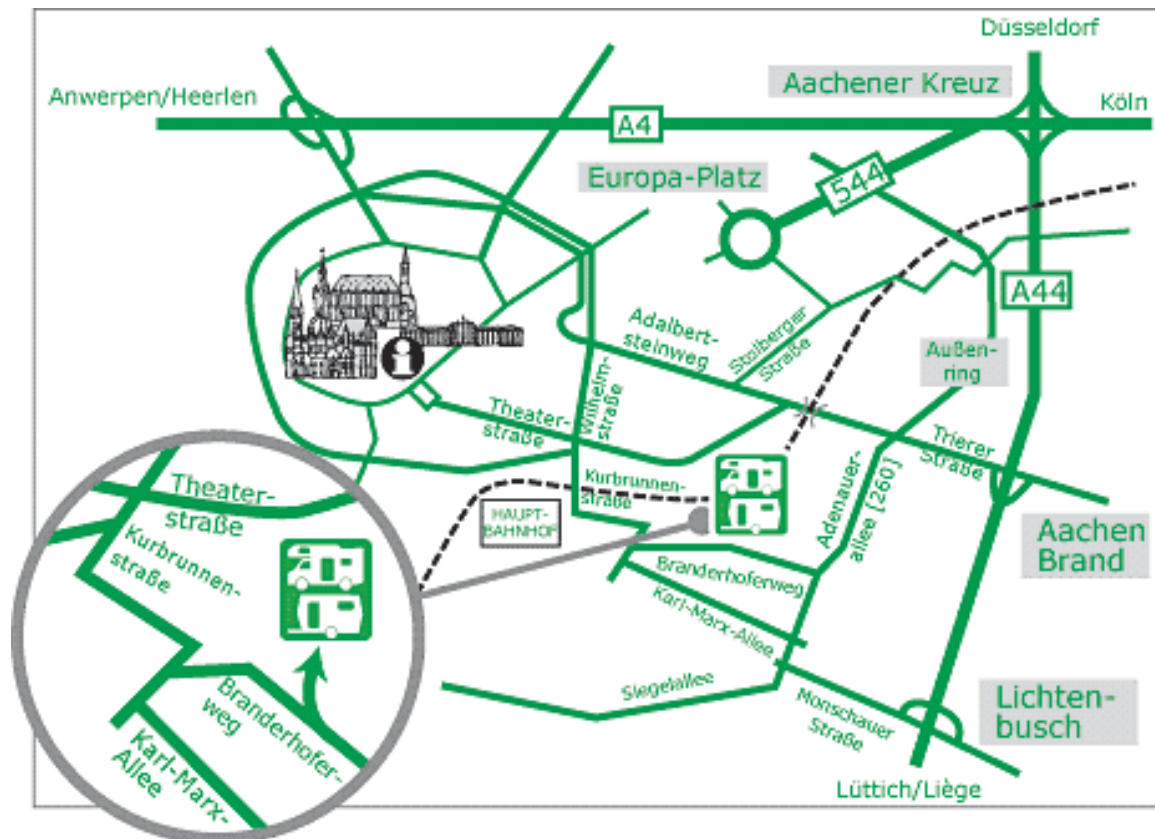 Düsseldorf
Aachener Kreuz
Anwerpen/Heerlen
Köln
A4
Europa-Platz
544
A44
Adalbert-
steinweg
Stolberger
Straße
Außen-
ring
Wilhelm-
straße
Theater-
straße
Trierer
Straße
Kurbrunnen-
straße
HAUPT-
BAHNHOF
Adenauer-
allee [260]
Aachen
Brand
Branderhoferweg
Karl-Marx-Allee
Siegelallee
Monschauer
Straße
Lichten-
busch
Lüttich/Liège
Theater-
straße
Kurbrunnen-
straße
Branderhofer-
weg
Karl-Marx-
Allee